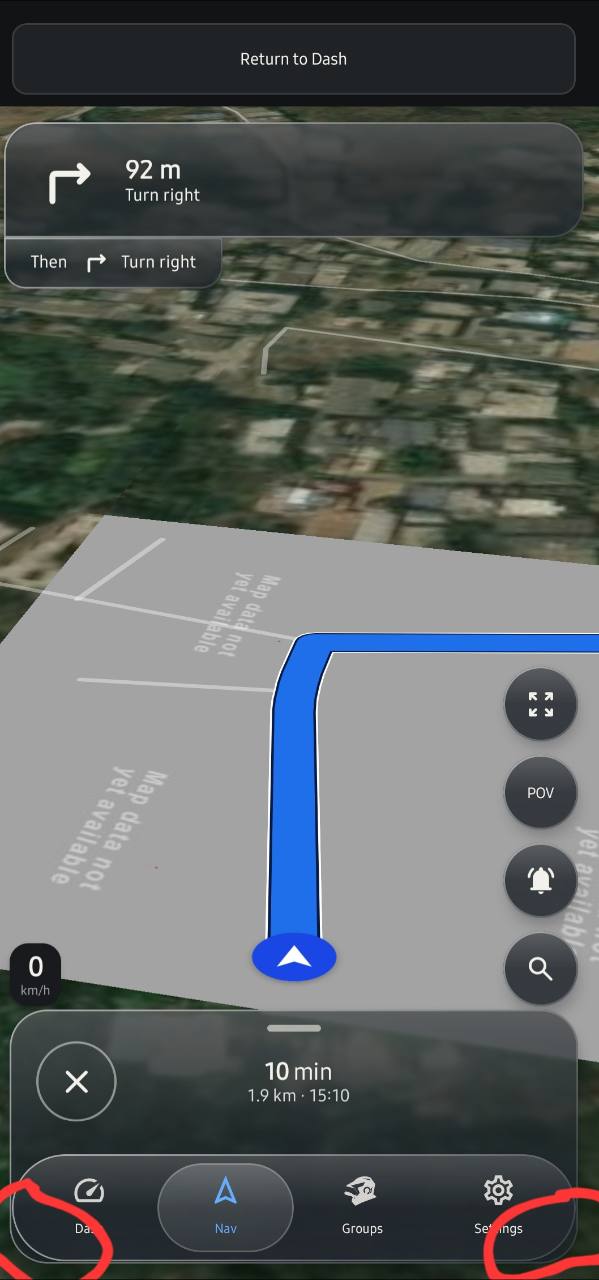 Return to Dash
92 m
Turn right
Then Turn right
Map data not
yet available
Map data not
yet available
POV
yet available
0
km/h
10 min
1.9 km · 15:10
Nav
Groups
Settings